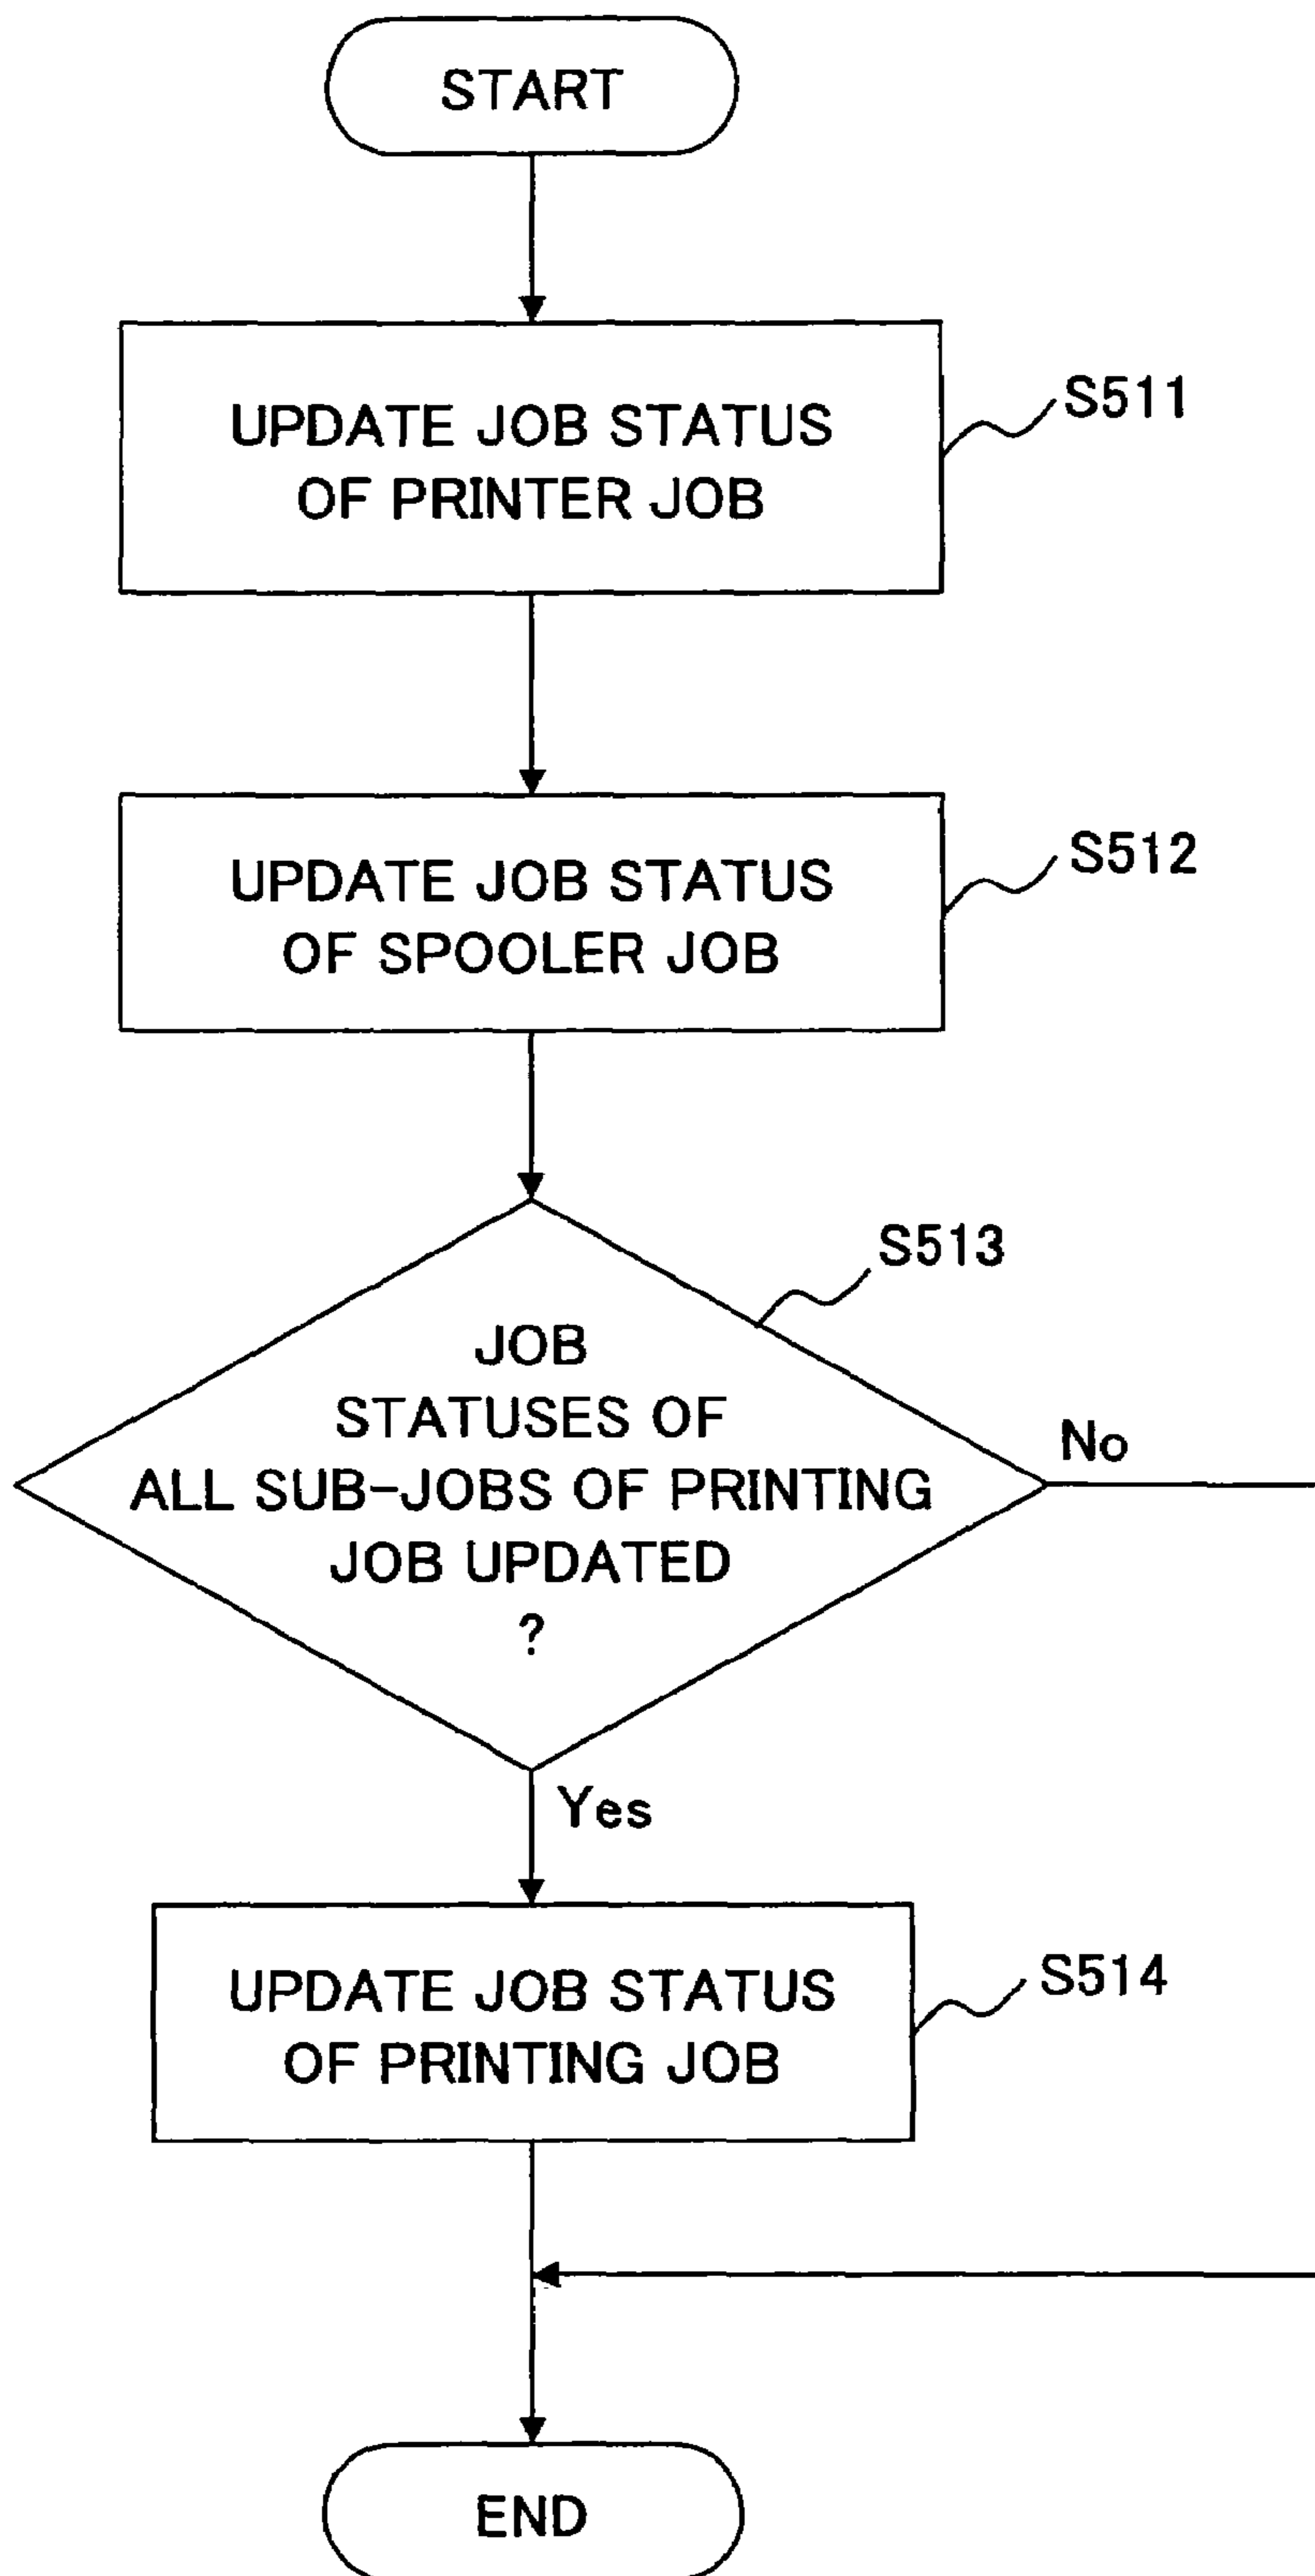 START
UPDATE JOB STATUS
OF PRINTER JOB
S511
UPDATE JOB STATUS
OF SPOOLER JOB
S512
S513
JOB
STATUSES OF
ALL SUB-JOBS OF PRINTING
JOB UPDATED
?
No
Yes
UPDATE JOB STATUS
OF PRINTING JOB
S514
END